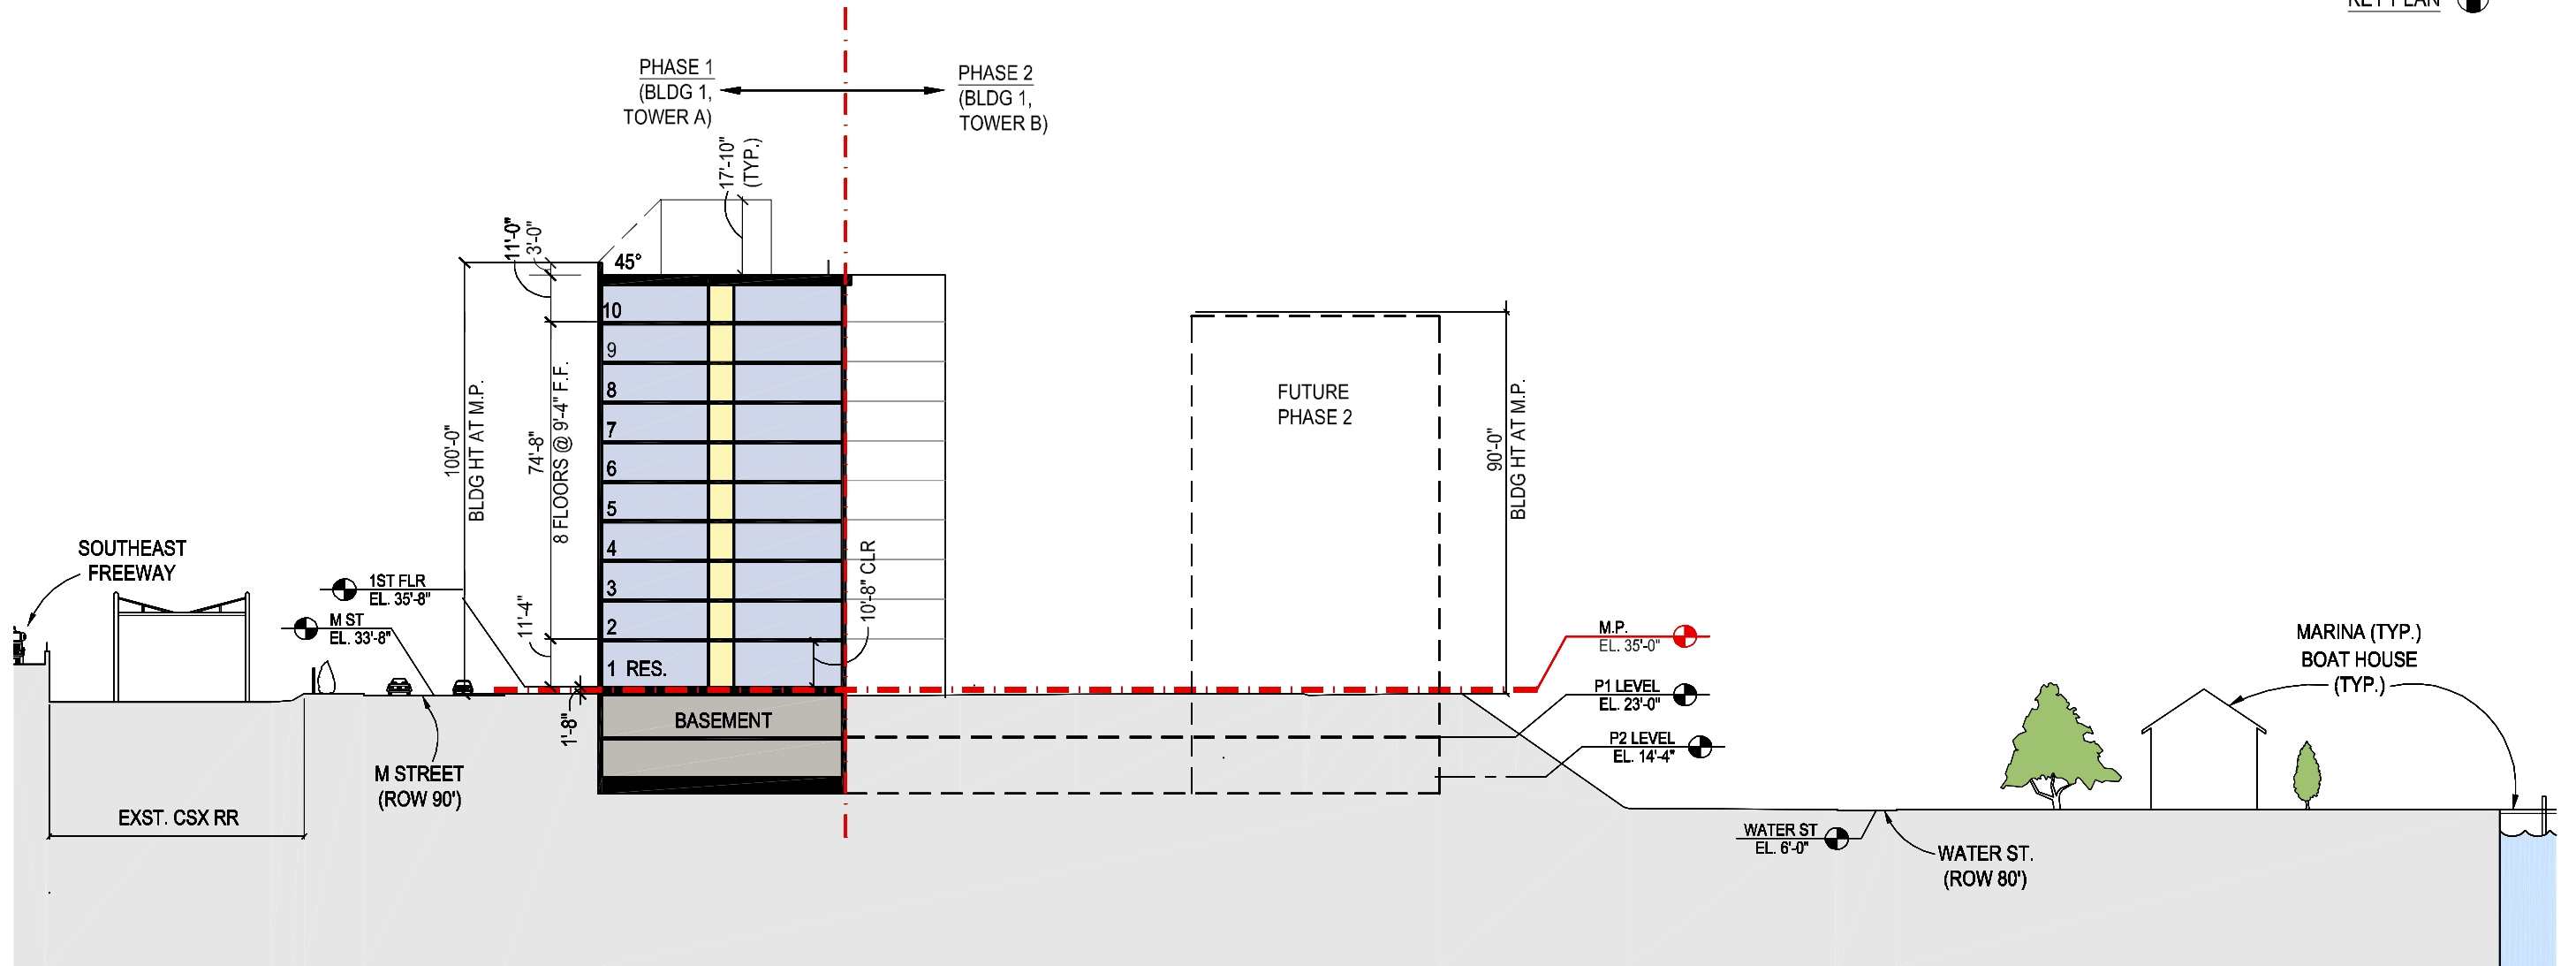 KEY PLAN
PHASE 1
(BLDG 1,
TOWER A)
PHASE 2
(BLDG 1,
TOWER B)
17'-10"
(TYP.)
11'-0"
3'-0"
45°
10
9
8
7
6
5
4
3
2
1 RES.
BASEMENT
100'-0"
BLDG HT AT M.P.
74'-8"
8 FLOORS @ 9'-4" F.F.
11'-4"
1'-8"
10'-8" CLR
FUTURE
PHASE 2
90'-0"
BLDG HT AT M.P.
SOUTHEAST
FREEWAY
1ST FLR
EL. 35'-8"
M ST
EL. 33'-8"
M STREET
(ROW 90')
EXST. CSX RR
M.P.
EL. 35'-0"
P1 LEVEL
EL. 23'-0"
P2 LEVEL
EL. 14'-4"
WATER ST
EL. 6'-0"
WATER ST.
(ROW 80')
MARINA (TYP.)
BOAT HOUSE
(TYP.)